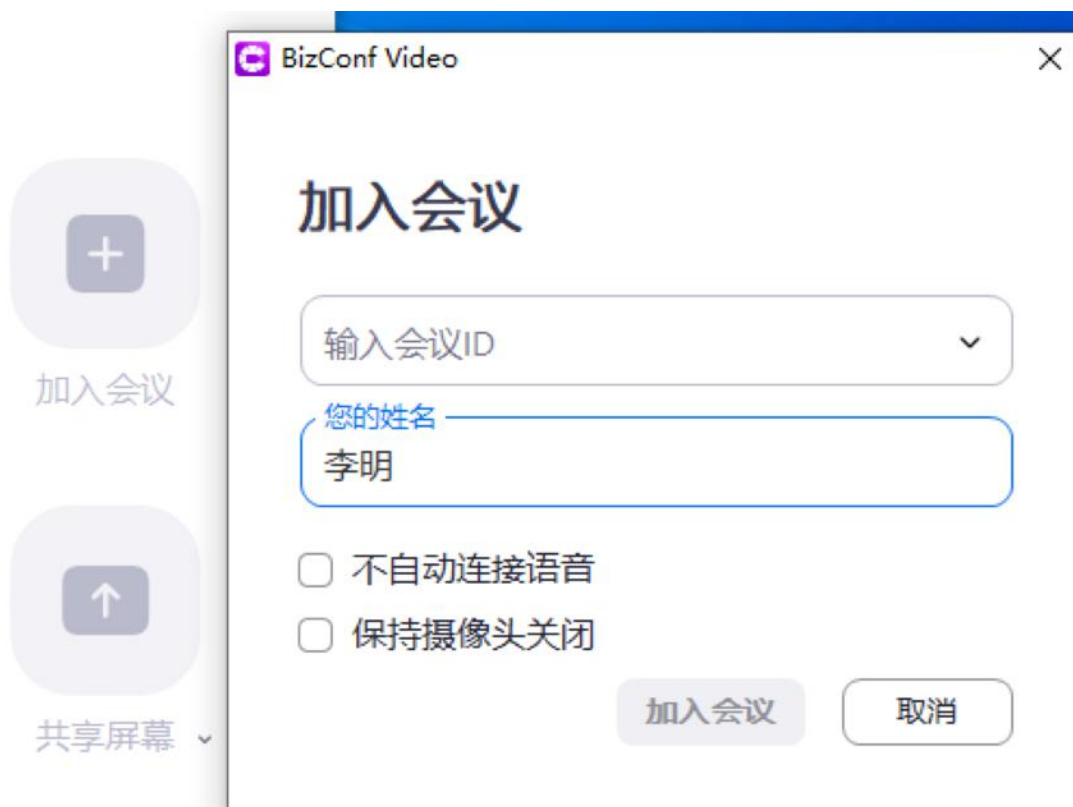 BizConf Video
加入会议
输入会议ID
您的姓名
李明
不自动连接语音
保持摄像头关闭
加入会议
取消
加入会议
共享屏幕